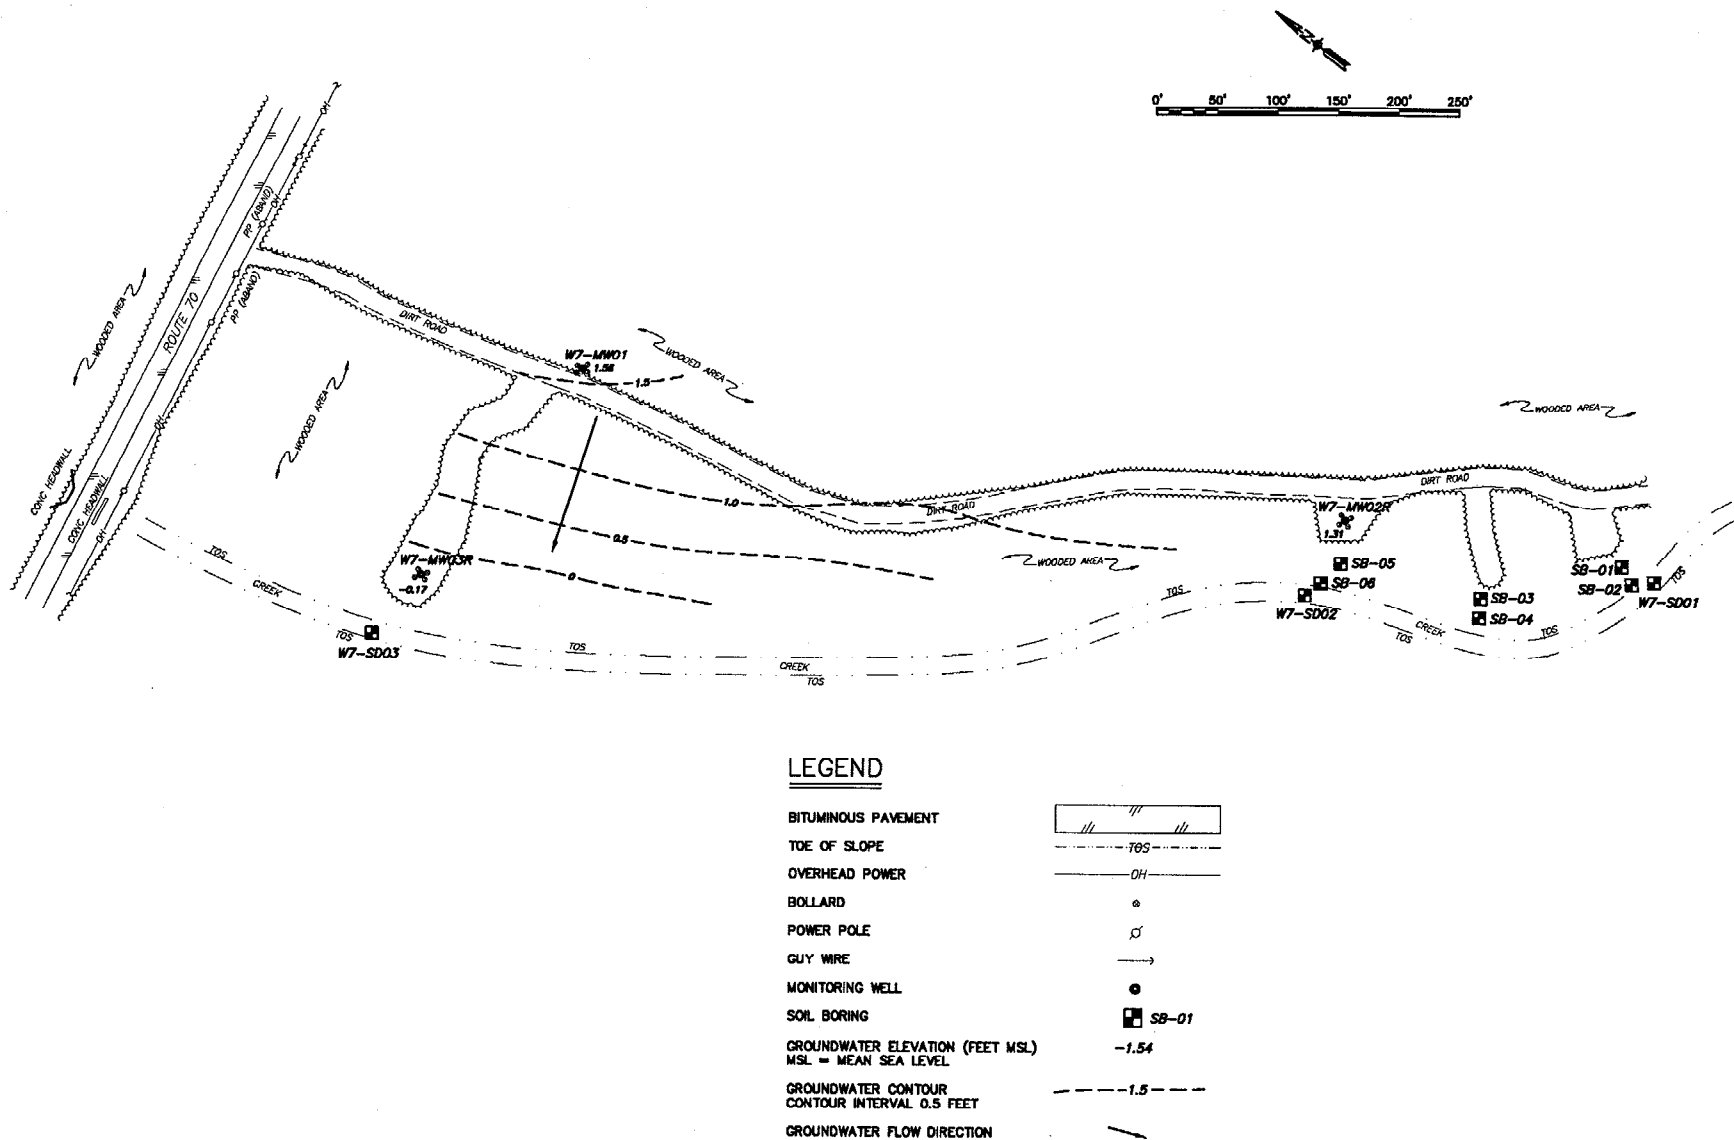 N
0' 50' 100' 150' 200' 250'
OH
PP (ABAND)
OH
PP (ABAND)
ROUTE 70
WOODED AREA
WOODED AREA
OH
CONC HEADWALL
CONC HEADWALL
OH
DIRT ROAD
W7-MW01
1.5
WOODED AREA
WOODED AREA
1.0
0.5
0
DIRT ROAD
DIRT ROAD
W7-MW02R
1.31
WOODED AREA
W7-MW03R
-0.17
SB-05
SB-06
W7-SD02
SB-01
SB-02
W7-SD01
SB-03
SB-04
TOS
CREEK
TOS
W7-SD03
TOS
CREEK
TOS
TOS
CREEK
TOS
TOS
TOS
LEGEND
BITUMINOUS PAVEMENT
TOE OF SLOPE TOS
OVERHEAD POWER OH
BOLLARD
POWER POLE
GUY WIRE
MONITORING WELL
SOIL BORING SB-01
GROUNDWATER ELEVATION (FEET MSL) -1.54
MSL = MEAN SEA LEVEL
GROUNDWATER CONTOUR -1.5
CONTOUR INTERVAL 0.5 FEET
GROUNDWATER FLOW DIRECTION